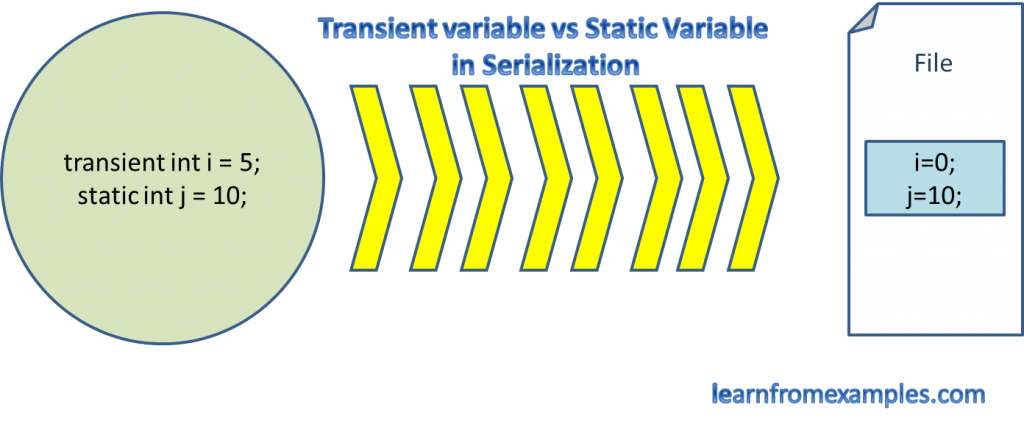 Transient variable vs Static Variable
in Serialization
transient int i = 5;
static int j = 10;
File
i=0;
j=10;
learnfromexamples.com